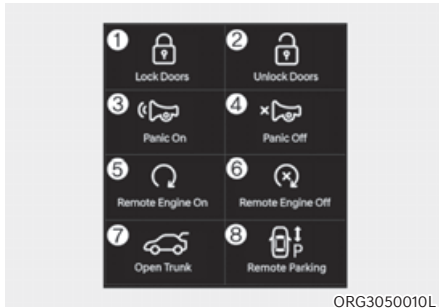 ① ②
Lock Doors Unlock Doors
③ ④
Panic On Panic Off
⑤ ⑥
Remote Engine On Remote Engine Off
⑦ ⑧
P
Open Trunk Remote Parking
ORG3050010L